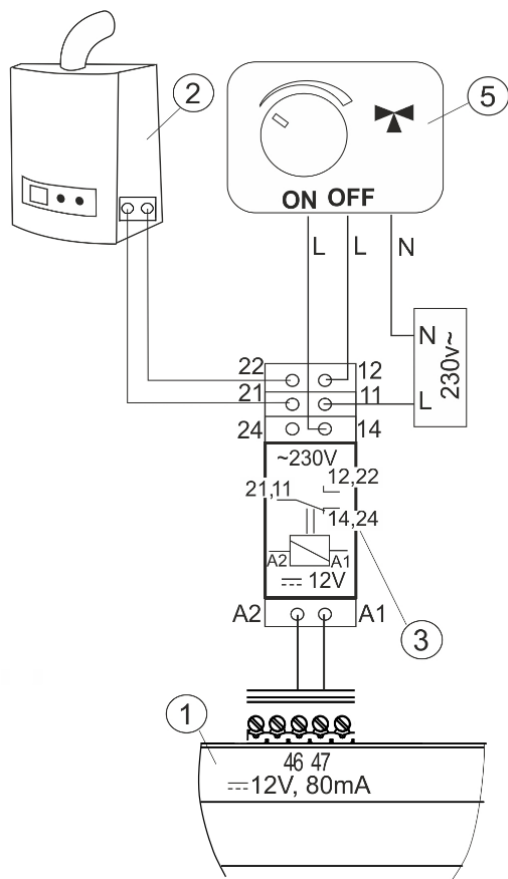 2
5
ON OFF
L L N
N
L
230v~
22 12
21 11
24 14
~230V
12,22
21,11
14,24
A2 A1
⎓ 12V
A2 A1
3
1
46 47
⎓12V, 80mA